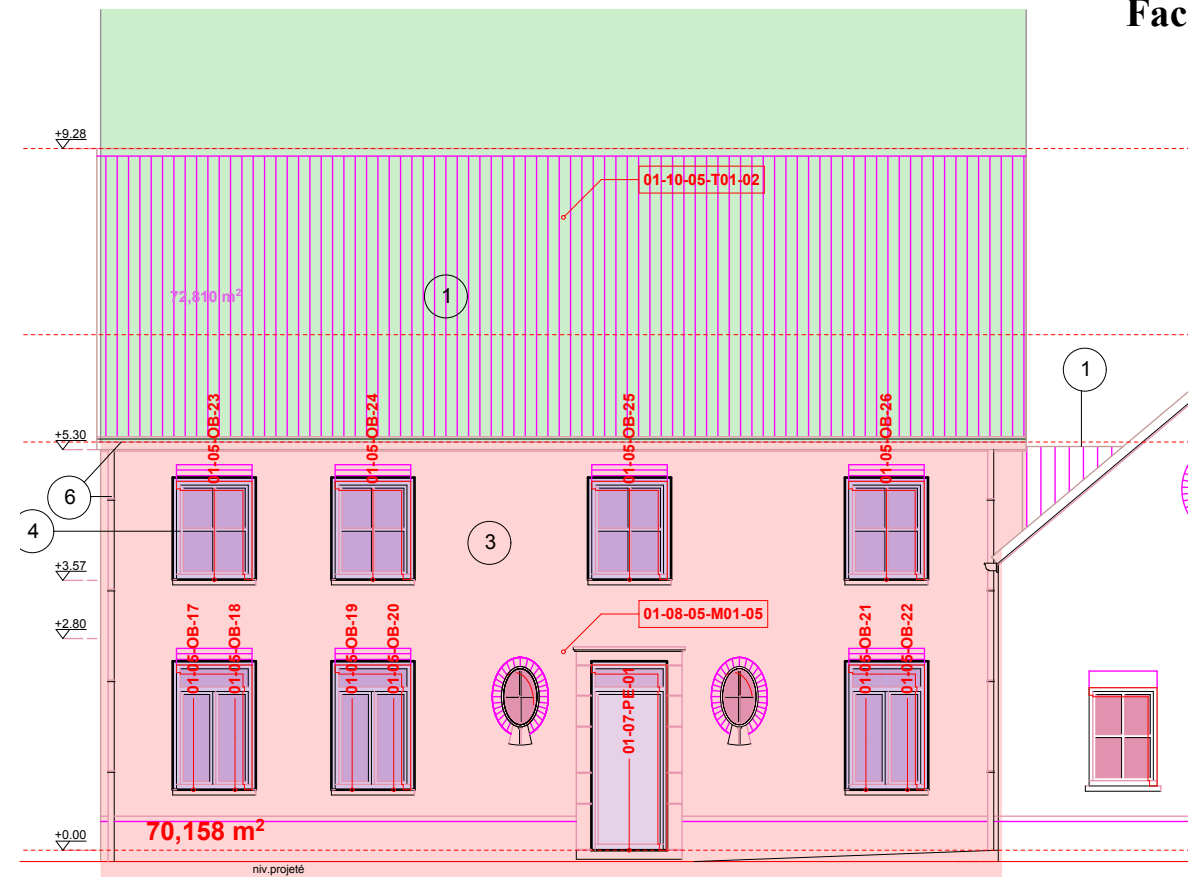 Fac
+9.28
01-10-05-T01-02
72,810 m²
1
1
+5.30
01-05-OB-23
01-05-OB-24
01-05-OB-25
01-05-OB-26
6
4
3
+3.57
+2.80
01-08-05-M01-05
01-05-OB-17
01-05-OB-18
01-05-OB-19
01-05-OB-20
01-07-PE-01
01-05-OB-21
01-05-OB-22
70,158 m²
+0.00
niv.projeté